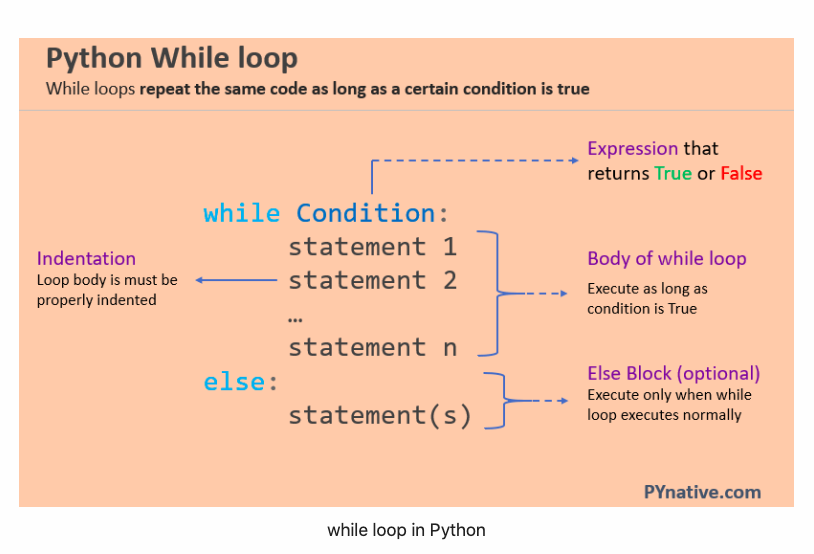 Python While loop
While loops repeat the same code as long as a certain condition is true
Expression that
returns True or False
while Condition:
statement 1
statement 2
…
statement n
else:
statement(s)
Indentation
Loop body is must be
properly indented
Body of while loop
Execute as long as
condition is True
Else Block (optional)
Execute only when while
loop executes normally
PYnative.com
while loop in Python